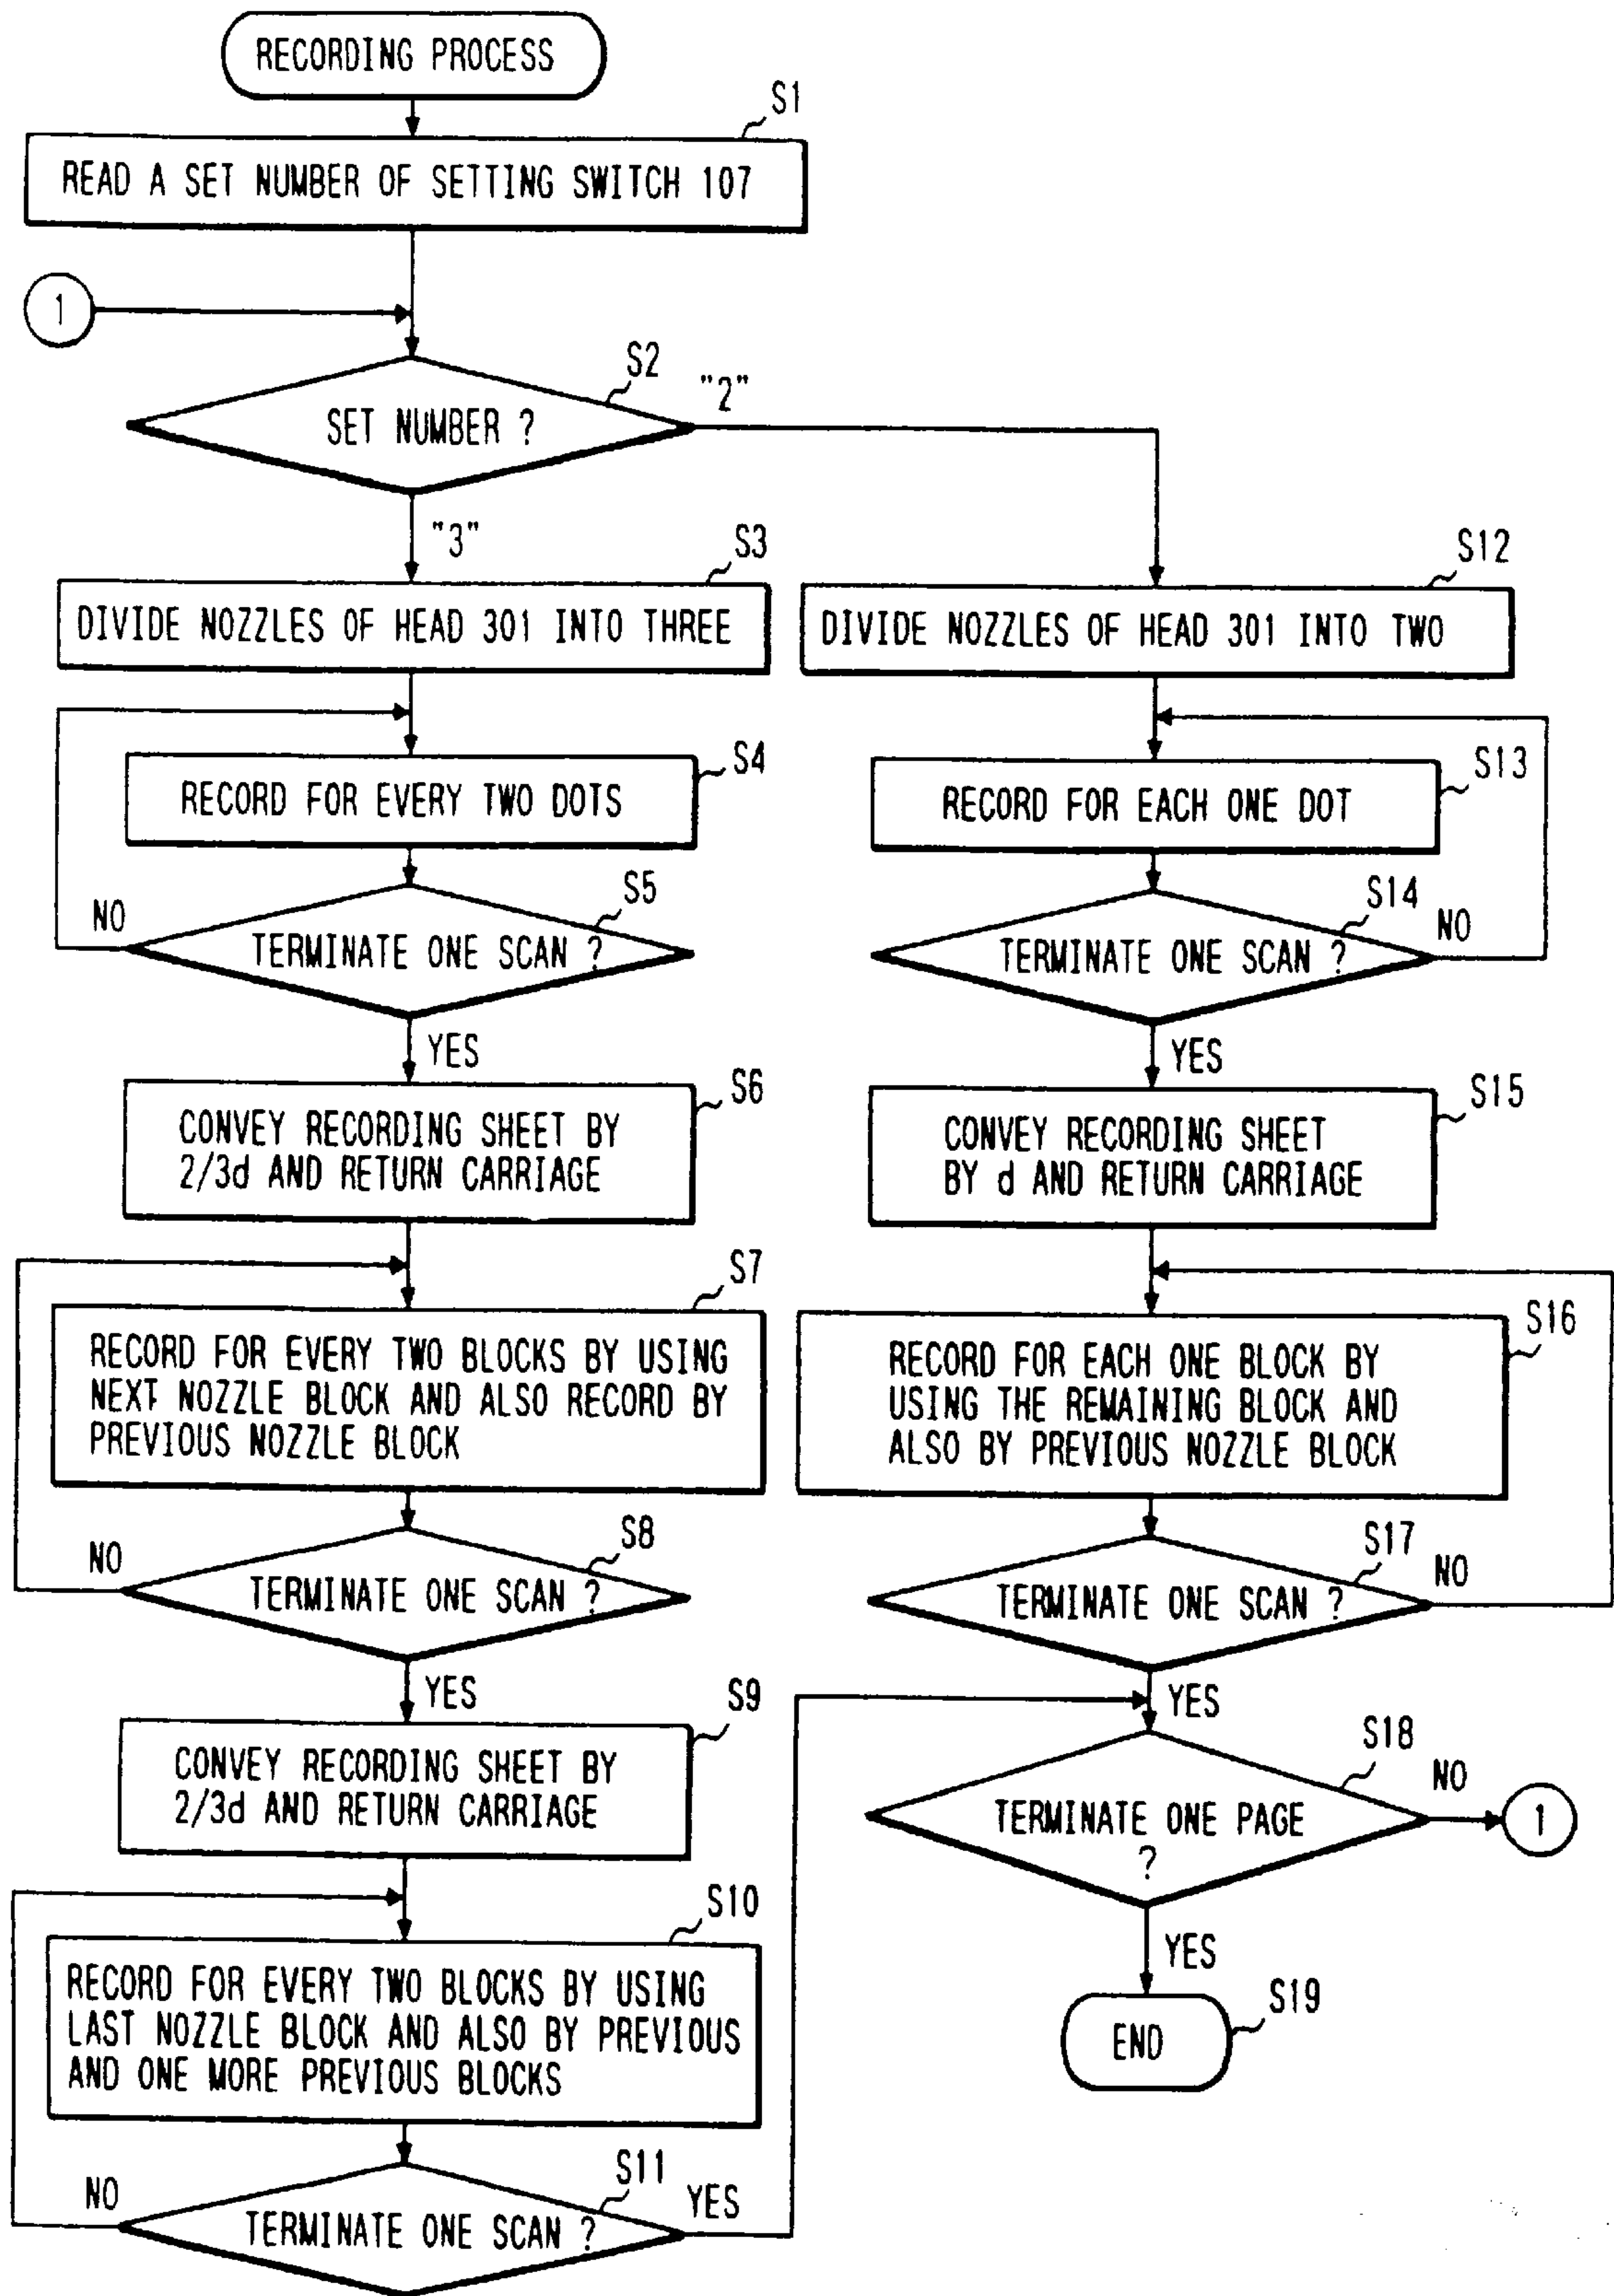 RECORDING PROCESS
S1
READ A SET NUMBER OF SETTING SWITCH 107
1
S2
SET NUMBER ?
"2"
"3"
S3
DIVIDE NOZZLES OF HEAD 301 INTO THREE
S4
RECORD FOR EVERY TWO DOTS
S5
NO
TERMINATE ONE SCAN ?
YES
S6
CONVEY RECORDING SHEET BY
2/3d AND RETURN CARRIAGE
S7
RECORD FOR EVERY TWO BLOCKS BY USING
NEXT NOZZLE BLOCK AND ALSO RECORD BY
PREVIOUS NOZZLE BLOCK
S8
NO
TERMINATE ONE SCAN ?
YES
S9
CONVEY RECORDING SHEET BY
2/3d AND RETURN CARRIAGE
S10
RECORD FOR EVERY TWO BLOCKS BY USING
LAST NOZZLE BLOCK AND ALSO BY PREVIOUS
AND ONE MORE PREVIOUS BLOCKS
S11
NO
TERMINATE ONE SCAN ?
YES
S12
DIVIDE NOZZLES OF HEAD 301 INTO TWO
S13
RECORD FOR EACH ONE DOT
S14
TERMINATE ONE SCAN ?
NO
YES
S15
CONVEY RECORDING SHEET
BY d AND RETURN CARRIAGE
S16
RECORD FOR EACH ONE BLOCK BY
USING THE REMAINING BLOCK AND
ALSO BY PREVIOUS NOZZLE BLOCK
S17
TERMINATE ONE SCAN ?
NO
YES
S18
TERMINATE ONE PAGE
?
NO
1
YES
S19
END